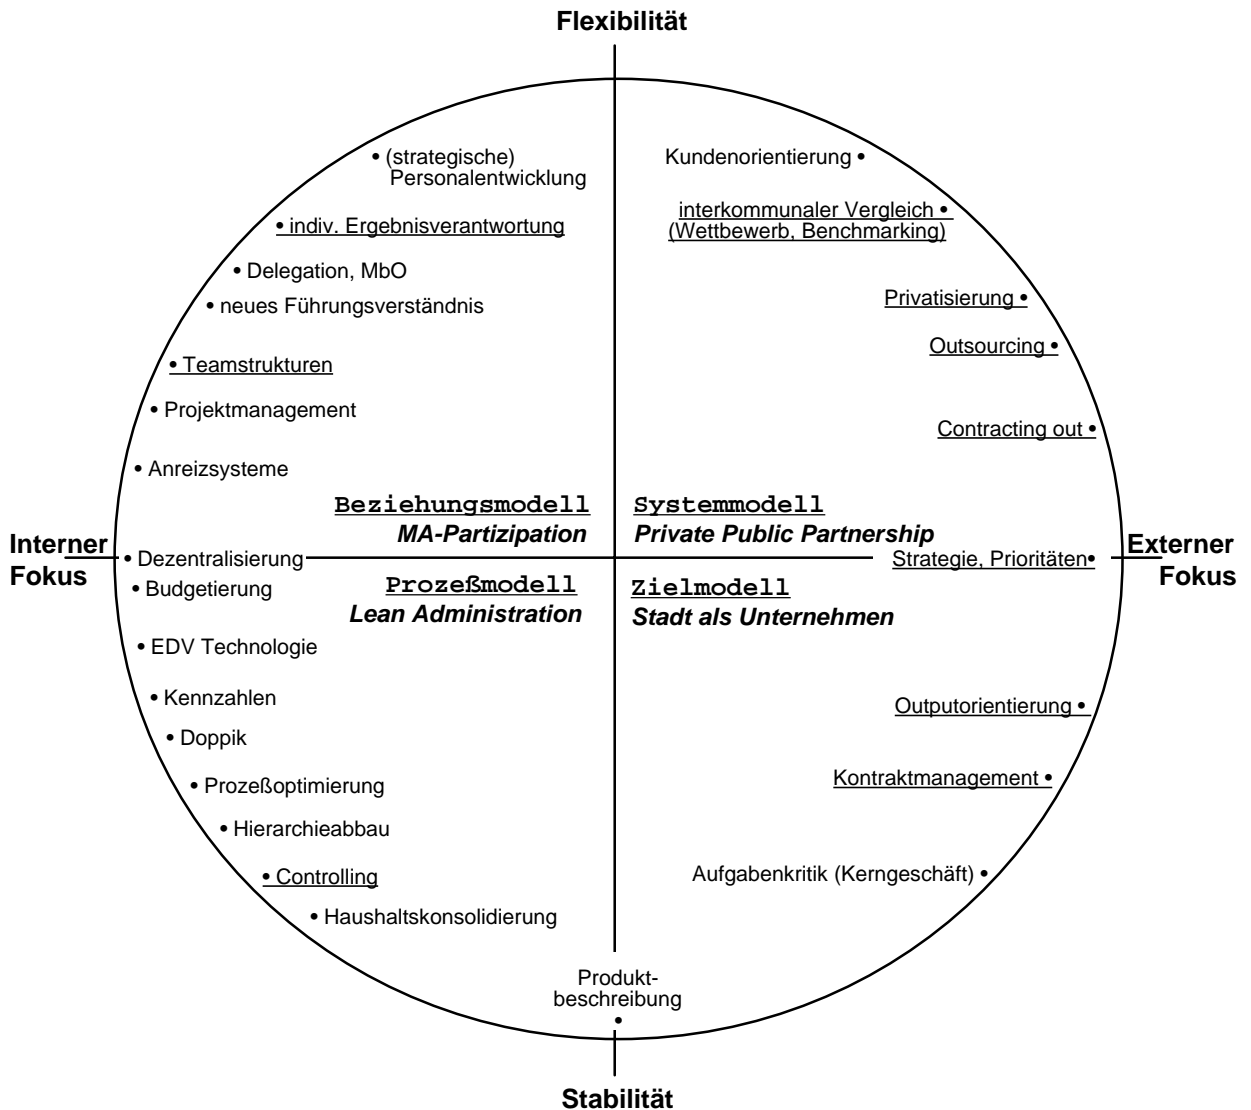 Flexibilität
• (strategische)
Personalentwicklung
• indiv. Ergebnisverantwortung
• Delegation, MbO
• neues Führungsverständnis
• Teamstrukturen
• Projektmanagement
• Anreizsysteme
Kundenorientierung •
interkommunaler Vergleich •
(Wettbewerb, Benchmarking)
Privatisierung •
Outsourcing •
Contracting out •
Beziehungsmodell
MA-Partizipation
Systemmodell
Private Public Partnership
Interner
Fokus
• Dezentralisierung
Strategie, Prioritäten•
Externer
Fokus
Prozeßmodell
Lean Administration
Zielmodell
Stadt als Unternehmen
• Budgetierung
• EDV Technologie
• Kennzahlen
• Doppik
• Prozeßoptimierung
• Hierarchieabbau
• Controlling
• Haushaltskonsolidierung
Outputorientierung •
Kontraktmanagement •
Aufgabenkritik (Kerngeschäft) •
Produkt-
beschreibung
•
Stabilität